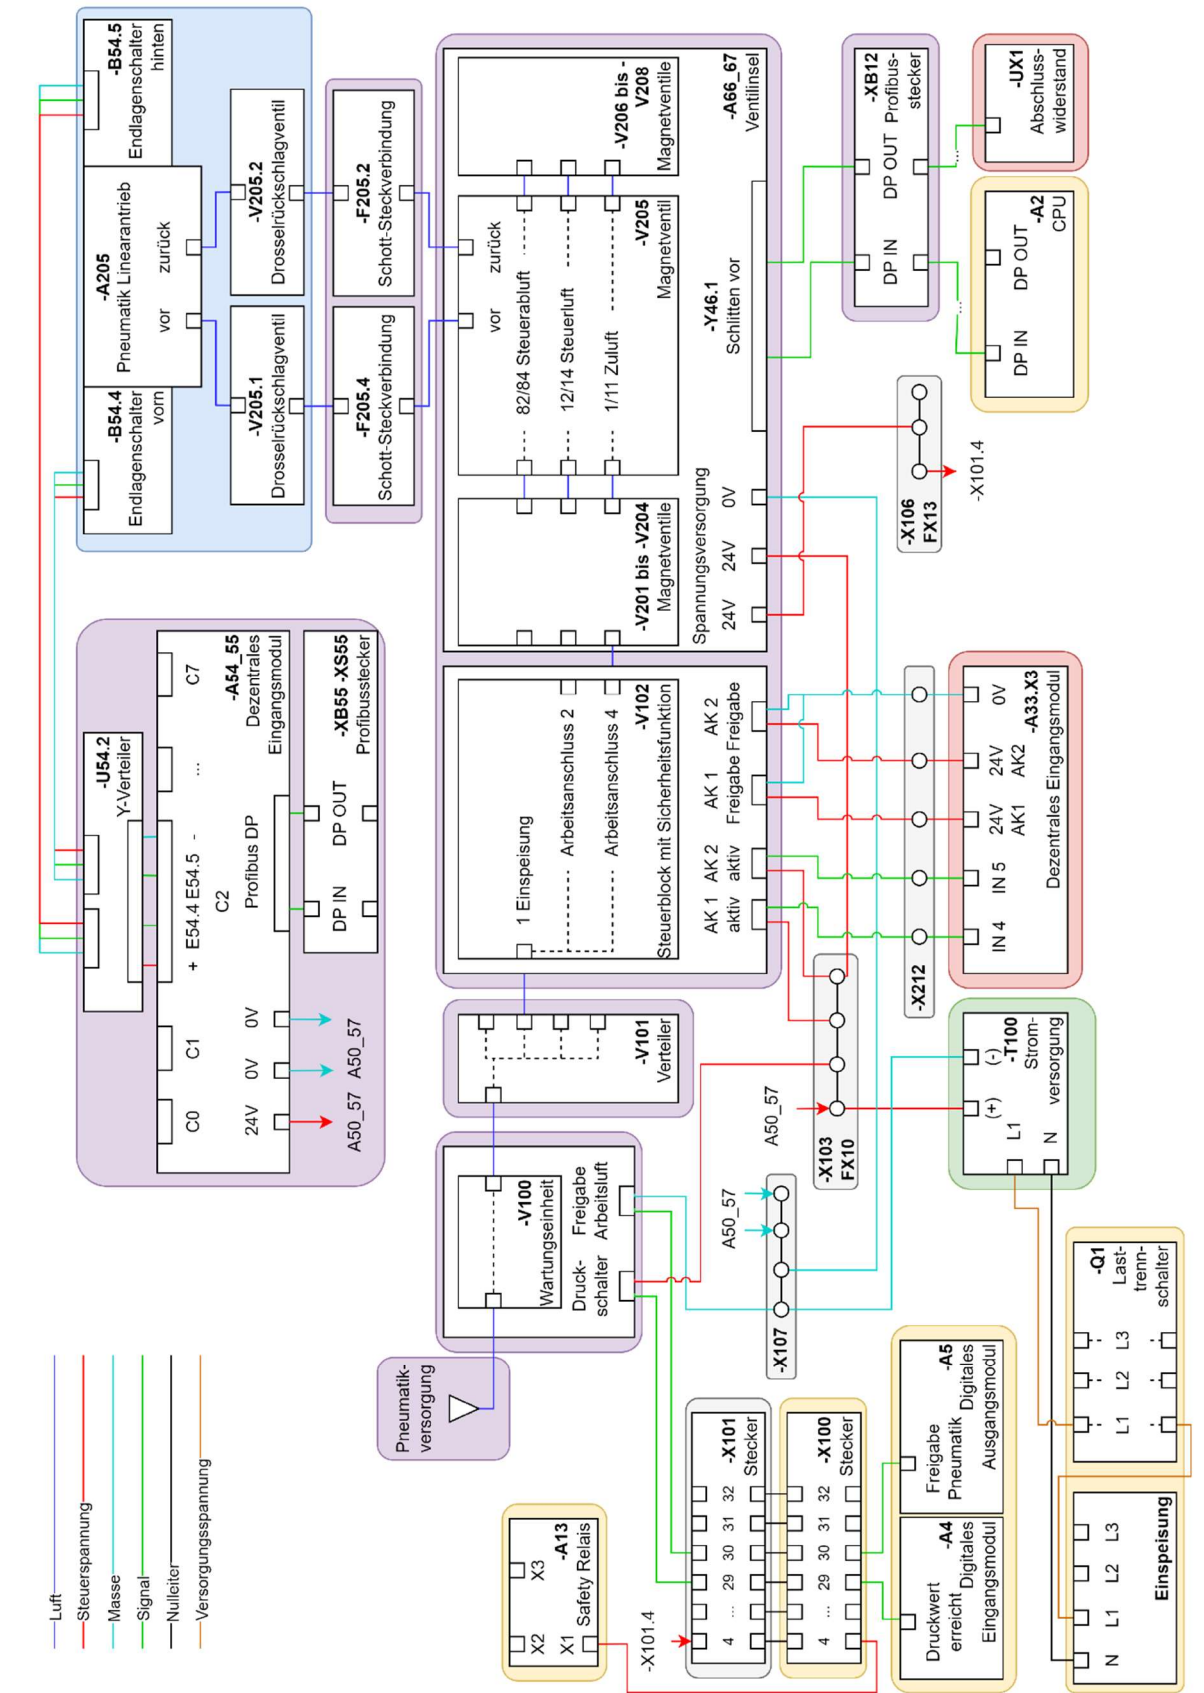 Luft
Steuerspannung
Masse
Signal
Nullleiter
Versorgungsspannung
-U54.2
Y-Verteiler
C0
C1
+ E54.4 E54.5 -
C2
...
C7
24V
0V
0V
Profibus DP
-A54_55
Dezentrales
Eingangsmodul
A50_57
A50_57
DP IN
DP OUT
-XB55 -XS55
Profibusstecker
-B54.4
Endlagenschalter
vorn
-A205
Pneumatik Linearantrieb
vor
zurück
-B54.5
Endlagenschalter
hinten
-V205.1
Drosselrückschlagventil
-V205.2
Drosselrückschlagventil
-F205.4
Schott-Steckverbindung
-F205.2
Schott-Steckverbindung
Pneumatik-
versorgung
-V100
Wartungseinheit
Druck-
schalter
Freigabe
Arbeitsluft
-V101
Verteiler
1 Einspeisung
Arbeitsanschluss 2
Arbeitsanschluss 4
-V102
Steuerblock mit Sicherheitsfunktion
AK 1
aktiv
AK 2
aktiv
AK 1
Freigabe
AK 2
Freigabe
-V201 bis -V204
Magnetventile
vor
zurück
82/84 Steuerabluft
12/14 Steuerluft
1/11 Zuluft
-V205
Magnetventil
-V206 bis -
V208
Magnetventile
Spannungsversorgung
24V
24V
0V
-Y46.1
Schlitten vor
-A66_67
Ventilinsel
-A13
Safety Relais
X1
X2
X3
-X101.4
4
...
29
30
31
32
-X101
Stecker
4
...
29
30
31
32
-X100
Stecker
-X107
A50_57
-X103
FX10
A50_57
-X212
-X106
FX13
-X101.4
DP IN
DP OUT
-XB12
Profibus-
stecker
...
...
Druckwert
erreicht
-A4
Digitales
Eingangsmodul
Freigabe
Pneumatik
-A5
Digitales
Ausgangsmodul
(+)
(-)
L1
N
-T100
Strom-
versorgung
IN 4
IN 5
24V
AK1
24V
AK2
0V
-A33.X3
Dezentrales Eingangsmodul
DP IN
DP OUT
-A2
CPU
-UX1
Abschluss-
widerstand
N
L1
L2
L3
Einspeisung
L1
L2
L3
-Q1
Last-
trenn-
schalter